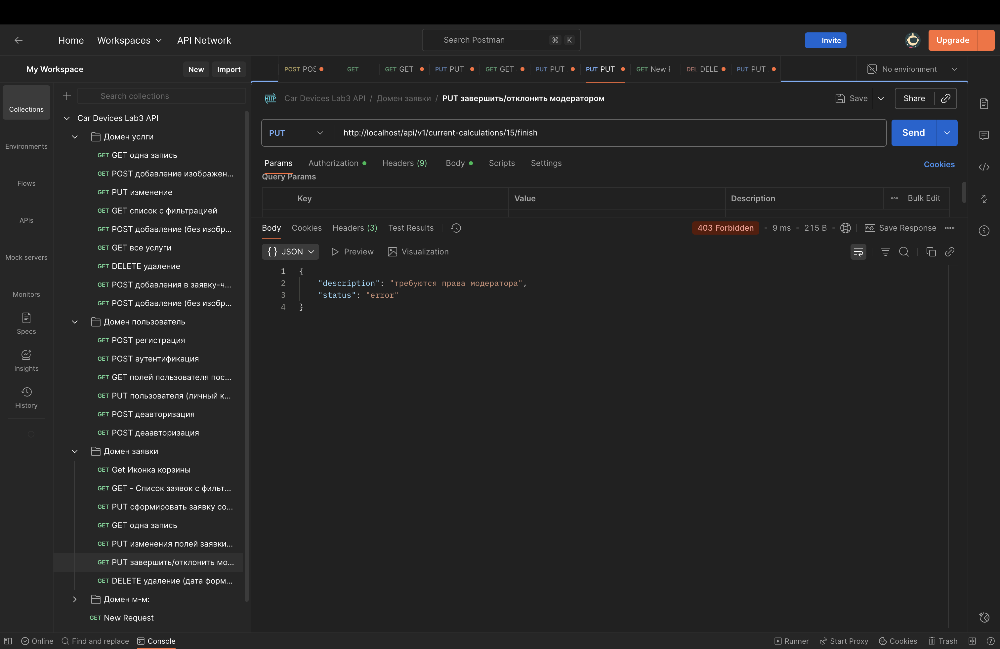 Home Workspaces API Network Search Postman ⌘ K Invite Upgrade
My Workspace New Import
POST POS GET GET GET PUT PUT GET GET PUT PUT PUT PUT GET New F DEL DELE PUT PUT No environment
Collections
Environments
Flows
APIs
Mock servers
Monitors
Specs
Insights
History
Search collections
Car Devices Lab3 API
Домен услги
GET GET одна запись
GET POST добавление изображен...
GET PUT изменение
GET GET список с фильтрацией
GET POST добавление (без изобр...
GET GET все услуги
GET DELETE удаление
GET POST добавления в заявку-ч...
GET POST добавление (без изобр...
Домен пользователь
GET POST регистрация
GET POST аутентификация
GET GET полей пользователя пос...
GET PUT пользователя (личный к...
GET POST деавторизация
GET POST деаавторизация
Домен заявки
GET Get Иконка корзины
GET GET - Список заявок с фильт...
GET PUT сформировать заявку со...
GET GET одна запись
GET PUT изменения полей заявки...
GET PUT завершить/отклонить мо...
GET DELETE удаление (дата форм...
Домен м-м:
GET New Request
HTTP Car Devices Lab3 API / Домен заявки / PUT завершить/отклонить модератором Save Share
PUT http://localhost/api/v1/current-calculations/15/finish Send
Params Authorization Headers (9) Body Scripts Settings Cookies
Query Params
Key Value Description Bulk Edit
Body Cookies Headers (3) Test Results 403 Forbidden • 9 ms • 215 B • e.g. Save Response
{} JSON Preview Visualization
1 {
2 "description": "требуются права модератора",
3 "status": "error"
4 }
Online Find and replace Console Runner Start Proxy Cookies Trash